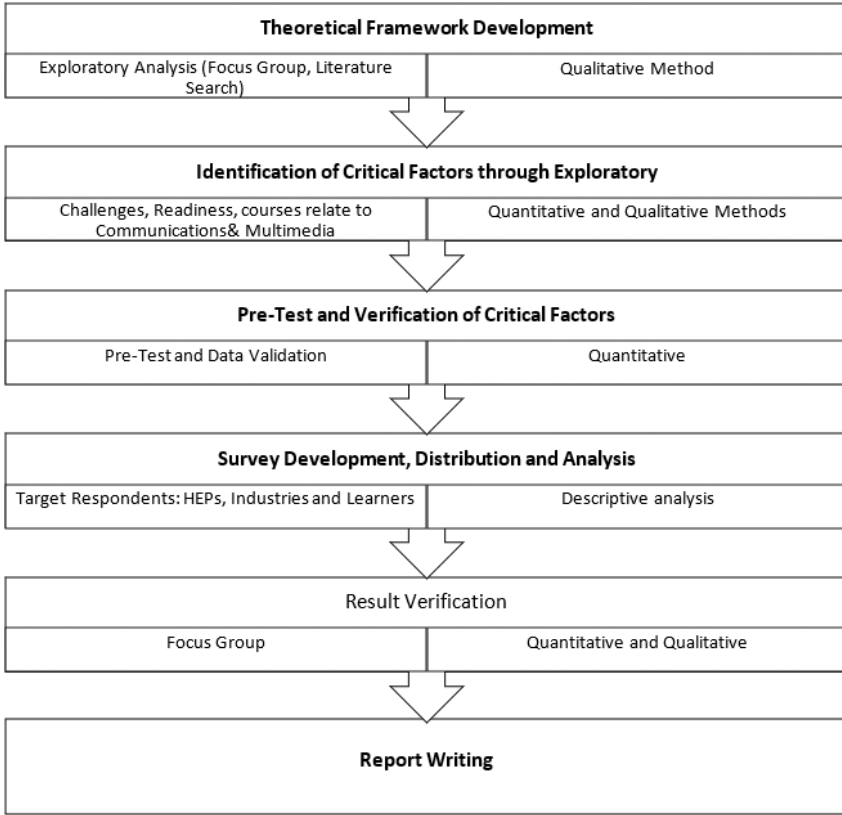 Theoretical Framework Development
Exploratory Analysis (Focus Group, Literature
Search)
Qualitative Method
Identification of Critical Factors through Exploratory
Challenges, Readiness, courses relate to
Communications& Multimedia
Quantitative and Qualitative Methods
Pre-Test and Verification of Critical Factors
Pre-Test and Data Validation
Quantitative
Survey Development, Distribution and Analysis
Target Respondents: HEPs, Industries and Learners
Descriptive analysis
Result Verification
Focus Group
Quantitative and Qualitative
Report Writing